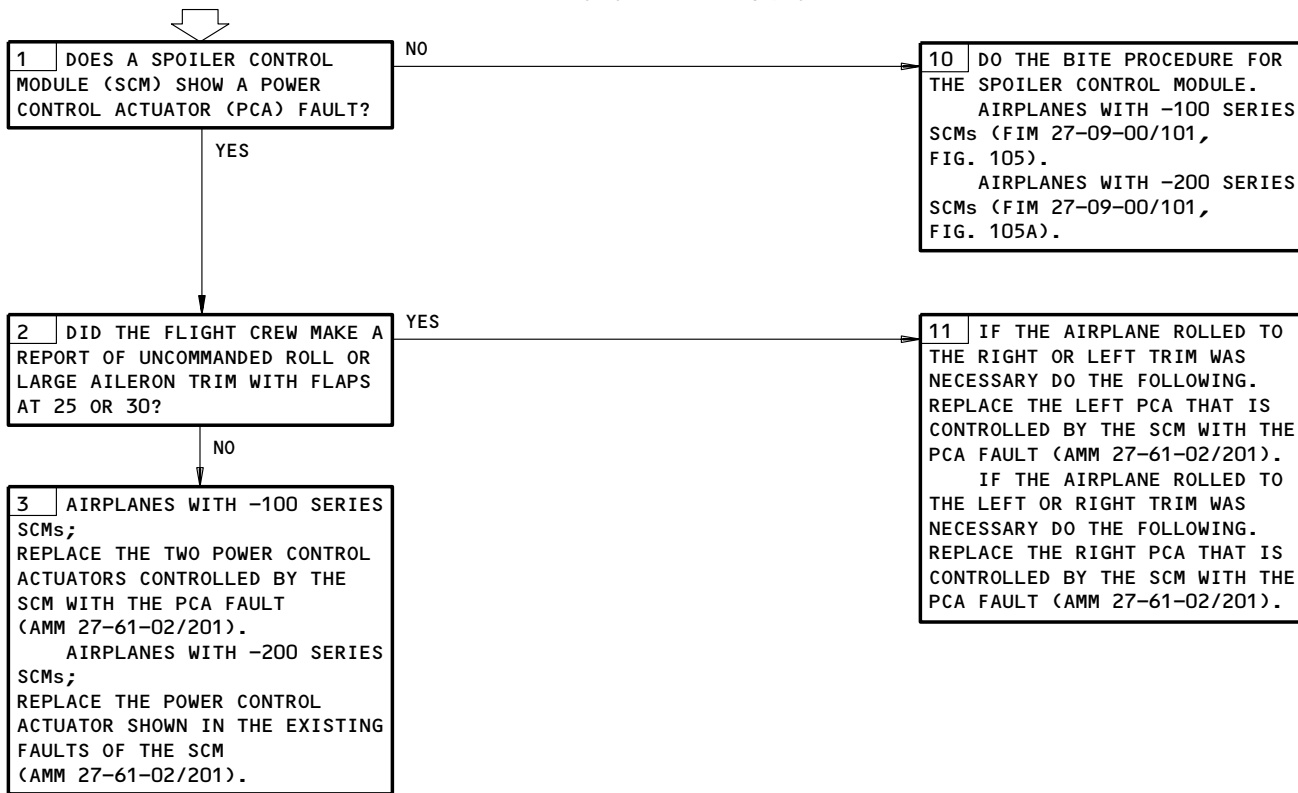 1 DOES A SPOILER CONTROL
MODULE (SCM) SHOW A POWER
CONTROL ACTUATOR (PCA) FAULT?
NO
YES
10 DO THE BITE PROCEDURE FOR
THE SPOILER CONTROL MODULE.
AIRPLANES WITH -100 SERIES
SCMs (FIM 27-09-00/101,
FIG. 105).
AIRPLANES WITH -200 SERIES
SCMs (FIM 27-09-00/101,
FIG. 105A).
2 DID THE FLIGHT CREW MAKE A
REPORT OF UNCOMMANDED ROLL OR
LARGE AILERON TRIM WITH FLAPS
AT 25 OR 30?
YES
NO
11 IF THE AIRPLANE ROLLED TO
THE RIGHT OR LEFT TRIM WAS
NECESSARY DO THE FOLLOWING.
REPLACE THE LEFT PCA THAT IS
CONTROLLED BY THE SCM WITH THE
PCA FAULT (AMM 27-61-02/201).
IF THE AIRPLANE ROLLED TO
THE LEFT OR RIGHT TRIM WAS
NECESSARY DO THE FOLLOWING.
REPLACE THE RIGHT PCA THAT IS
CONTROLLED BY THE SCM WITH THE
PCA FAULT (AMM 27-61-02/201).
3 AIRPLANES WITH -100 SERIES
SCMs;
REPLACE THE TWO POWER CONTROL
ACTUATORS CONTROLLED BY THE
SCM WITH THE PCA FAULT
(AMM 27-61-02/201).
AIRPLANES WITH -200 SERIES
SCMs;
REPLACE THE POWER CONTROL
ACTUATOR SHOWN IN THE EXISTING
FAULTS OF THE SCM
(AMM 27-61-02/201).